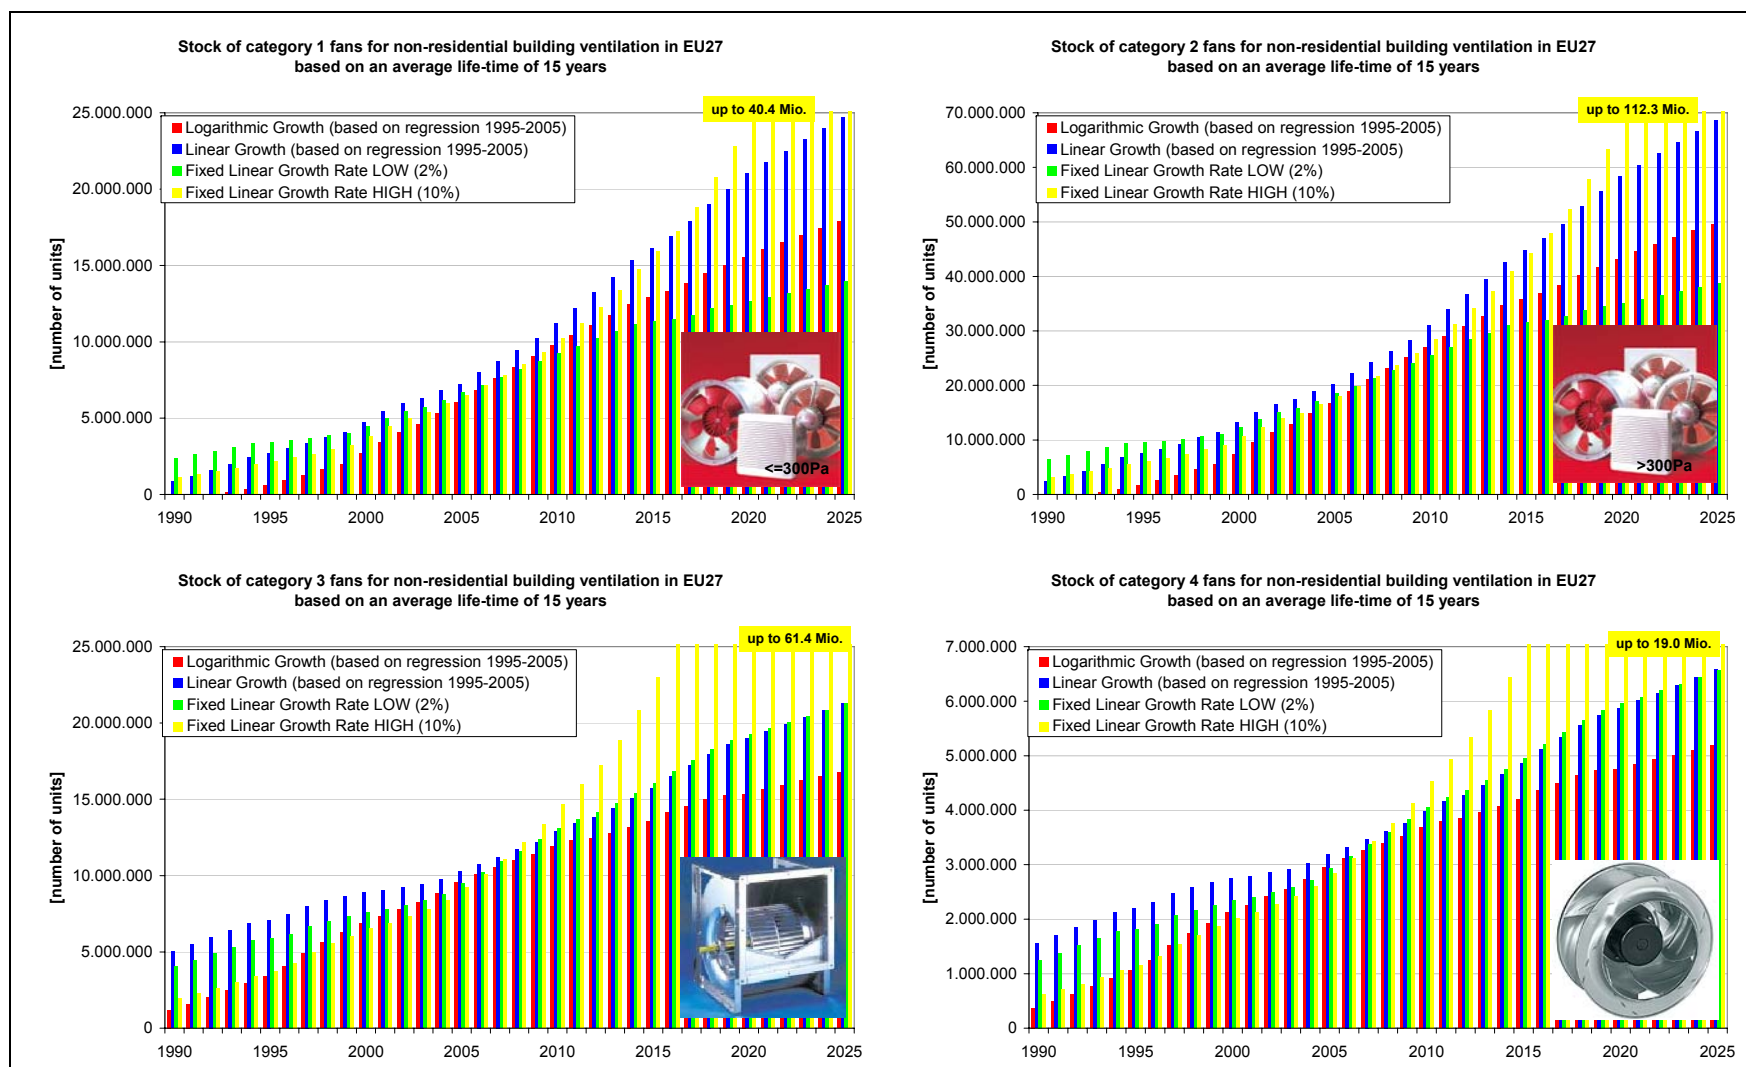 Stock of category 1 fans for non-residential building ventilation in EU27
based on an average life-time of 15 years
up to 40.4 Mio.
25.000.000
20.000.000
15.000.000
10.000.000
5.000.000
0
[number of units]
Logarithmic Growth (based on regression 1995-2005)
Linear Growth (based on regression 1995-2005)
Fixed Linear Growth Rate LOW (2%)
Fixed Linear Growth Rate HIGH (10%)
<=300Pa
1990 1995 2000 2005 2010 2015 2020 2025
Stock of category 2 fans for non-residential building ventilation in EU27
based on an average life-time of 15 years
up to 112.3 Mio.
70.000.000
60.000.000
50.000.000
40.000.000
30.000.000
20.000.000
10.000.000
0
[number of units]
Logarithmic Growth (based on regression 1995-2005)
Linear Growth (based on regression 1995-2005)
Fixed Linear Growth Rate LOW (2%)
Fixed Linear Growth Rate HIGH (10%)
>300Pa
1990 1995 2000 2005 2010 2015 2020 2025
Stock of category 3 fans for non-residential building ventilation in EU27
based on an average life-time of 15 years
up to 61.4 Mio.
25.000.000
20.000.000
15.000.000
10.000.000
5.000.000
0
[number of units]
Logarithmic Growth (based on regression 1995-2005)
Linear Growth (based on regression 1995-2005)
Fixed Linear Growth Rate LOW (2%)
Fixed Linear Growth Rate HIGH (10%)
1990 1995 2000 2005 2010 2015 2020 2025
Stock of category 4 fans for non-residential building ventilation in EU27
based on an average life-time of 15 years
up to 19.0 Mio.
7.000.000
6.000.000
5.000.000
4.000.000
3.000.000
2.000.000
1.000.000
0
[number of units]
Logarithmic Growth (based on regression 1995-2005)
Linear Growth (based on regression 1995-2005)
Fixed Linear Growth Rate LOW (2%)
Fixed Linear Growth Rate HIGH (10%)
1990 1995 2000 2005 2010 2015 2020 2025